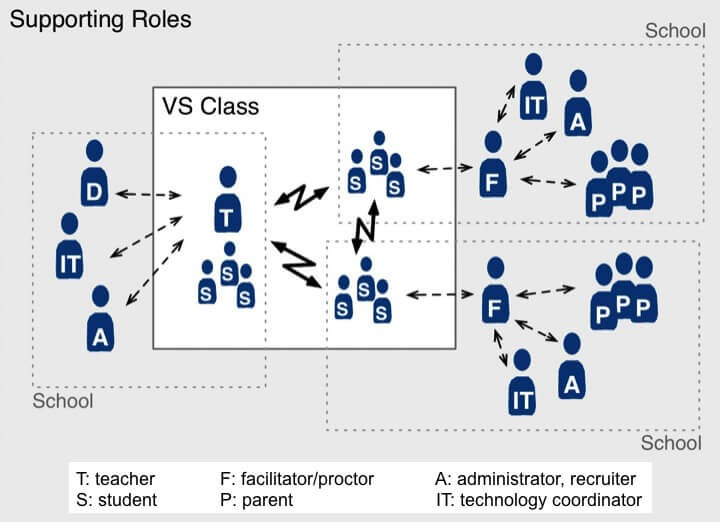 Supporting Roles
School
VS Class
IT
A
D
S
S S
F
P P P
T
IT
S
S S
S
S S
F
P P P
A
IT
A
School
School
T: teacher F: facilitator/proctor A: administrator, recruiter
S: student P: parent IT: technology coordinator